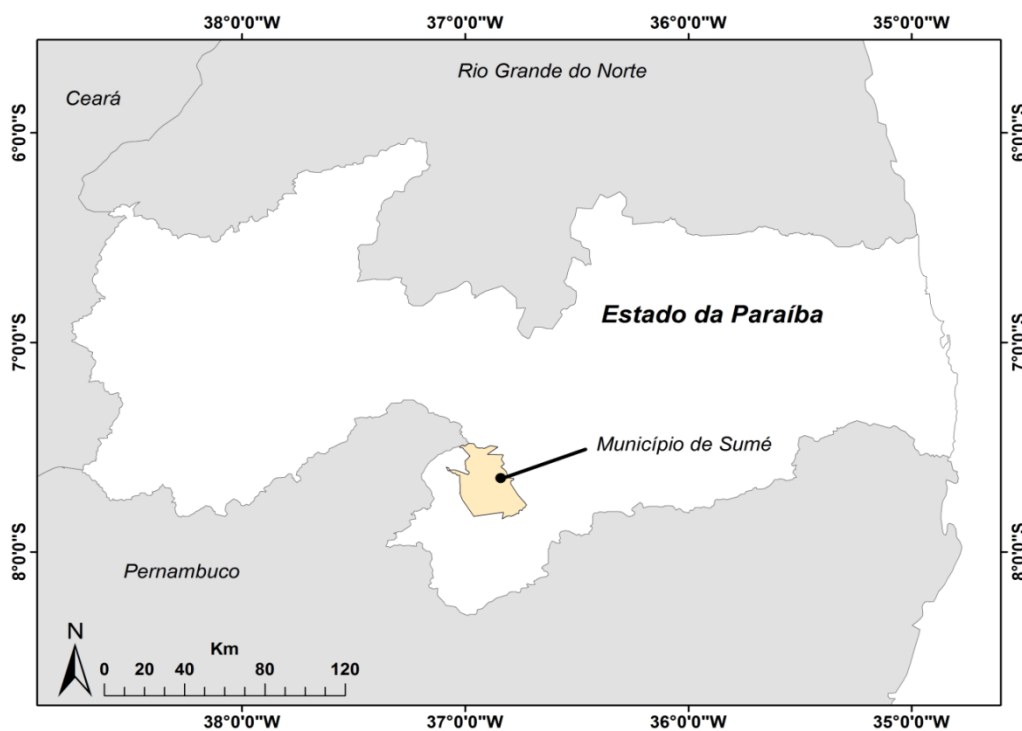 38°0'0"W 37°0'0"W 36°0'0"W 35°0'0"W
Rio Grande do Norte
Ceará
6°0'0"S 6°0'0"S
Estado da Paraíba
7°0'0"S 7°0'0"S
Município de Sumé
8°0'0"S 8°0'0"S
Pernambuco
N
Km
0 20 40 80 120
38°0'0"W 37°0'0"W 36°0'0"W 35°0'0"W